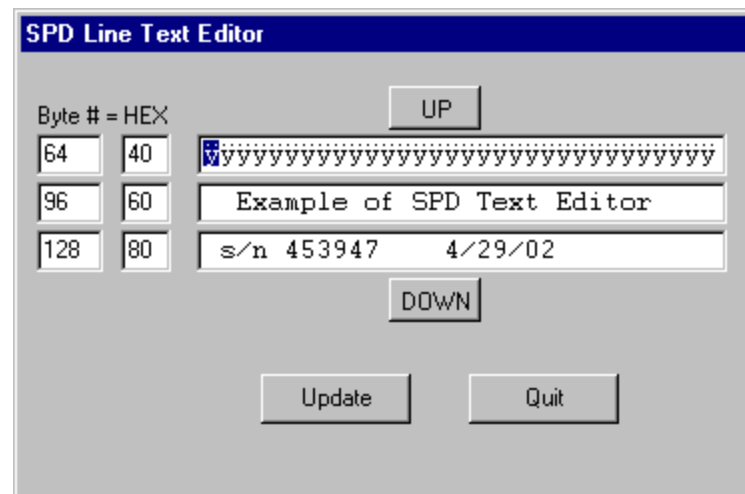 SPD Line Text Editor
UP
Byte # = HEX
64 40 ÿÿÿÿÿÿÿÿÿÿÿÿÿÿÿÿÿÿÿÿÿÿÿÿÿÿÿÿÿÿÿÿ
96 60 Example of SPD Text Editor
128 80 s/n 453947 4/29/02
DOWN
Update Quit